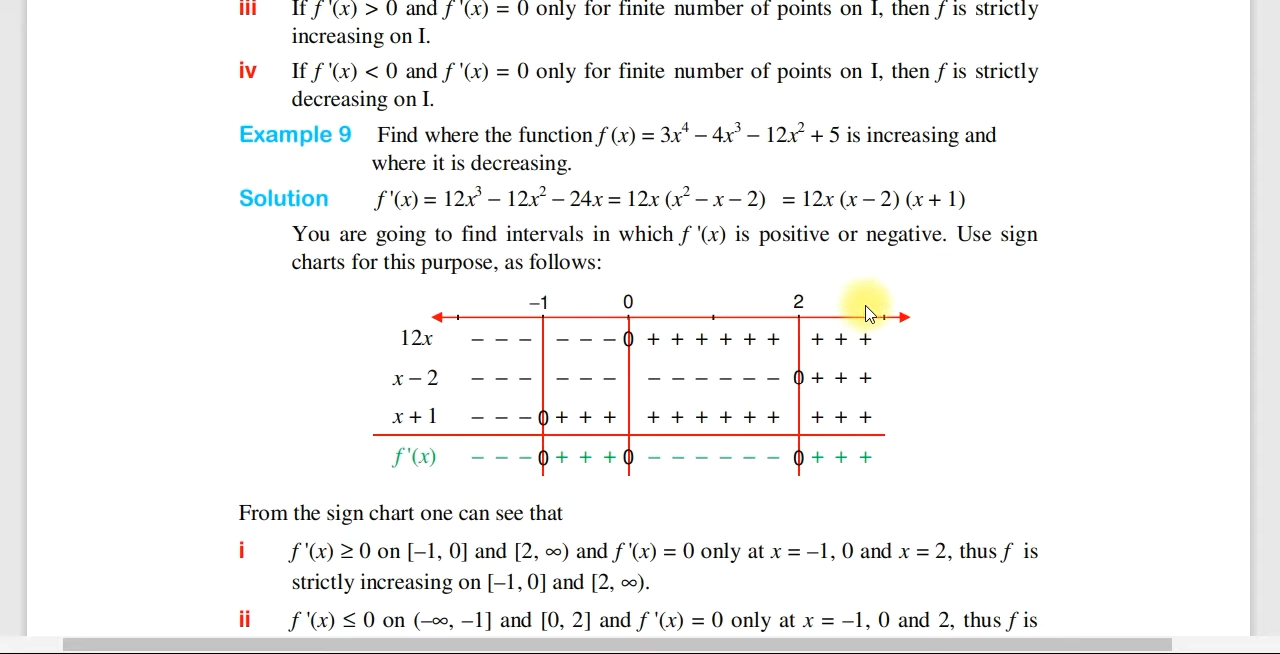 iii If f '(x) > 0 and f '(x) = 0 only for finite number of points on I, then f is strictly
increasing on I.
iv If f '(x) < 0 and f '(x) = 0 only for finite number of points on I, then f is strictly
decreasing on I.
Example 9 Find where the function f (x) = 3x⁴ – 4x³ – 12x² + 5 is increasing and
where it is decreasing.
Solution f '(x) = 12x³ – 12x² – 24x = 12x (x² – x – 2) = 12x (x – 2) (x + 1)
You are going to find intervals in which f '(x) is positive or negative. Use sign
charts for this purpose, as follows:
–1 0 2
12x – – – – – – 0 + + + + + + + + +
x – 2 – – – – – – – – – – – – 0 + + +
x + 1 – – – 0 + + + + + + + + + + + +
f '(x) – – – 0 + + + 0 – – – – – – 0 + + +
From the sign chart one can see that
i f '(x) ≥ 0 on [–1, 0] and [2, ∞) and f '(x) = 0 only at x = –1, 0 and x = 2, thus f is
strictly increasing on [–1, 0] and [2, ∞).
ii f '(x) ≤ 0 on (–∞, –1] and [0, 2] and f '(x) = 0 only at x = –1, 0 and 2, thus f is